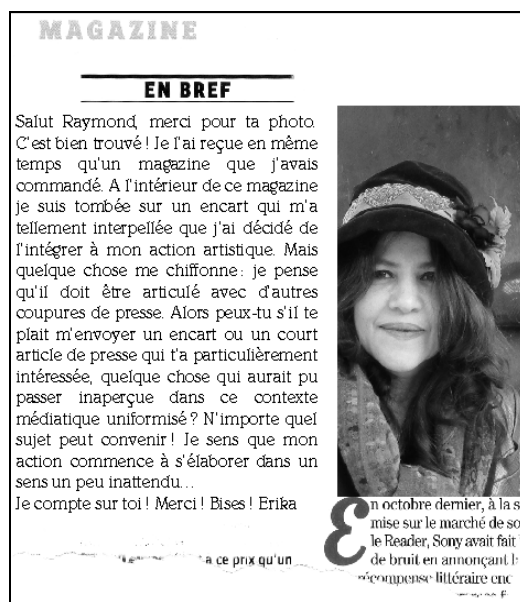 MAGAZINE
EN BREF
Salut Raymond, merci pour ta photo.
C'est bien trouvé ! Je l'ai reçue en même
temps qu'un magazine que j'avais
commandé. A l'intérieur de ce magazine
je suis tombée sur un encart qui m'a
tellement interpellée que j'ai décidé de
l'intégrer à mon action artistique. Mais
quelque chose me chiffonne : je pense
qu'il doit être articulé avec d'autres
coupures de presse. Alors peux-tu s'il te
plait m'envoyer un encart ou un court
article de presse qui t'a particulièrement
intéressée, quelque chose qui aurait pu
passer inaperçue dans ce contexte
médiatique uniformisé ? N'importe quel
sujet peut convenir ! Je sens que mon
action commence à s'élaborer dans un
sens un peu inattendu...
Je compte sur toi ! Merci ! Bises ! Erika
a ce prix qu'un
En octobre dernier, à la s
mise sur le marché de so
le Reader, Sony avait fait
de bruit en annonçant l
récompense littéraire enc